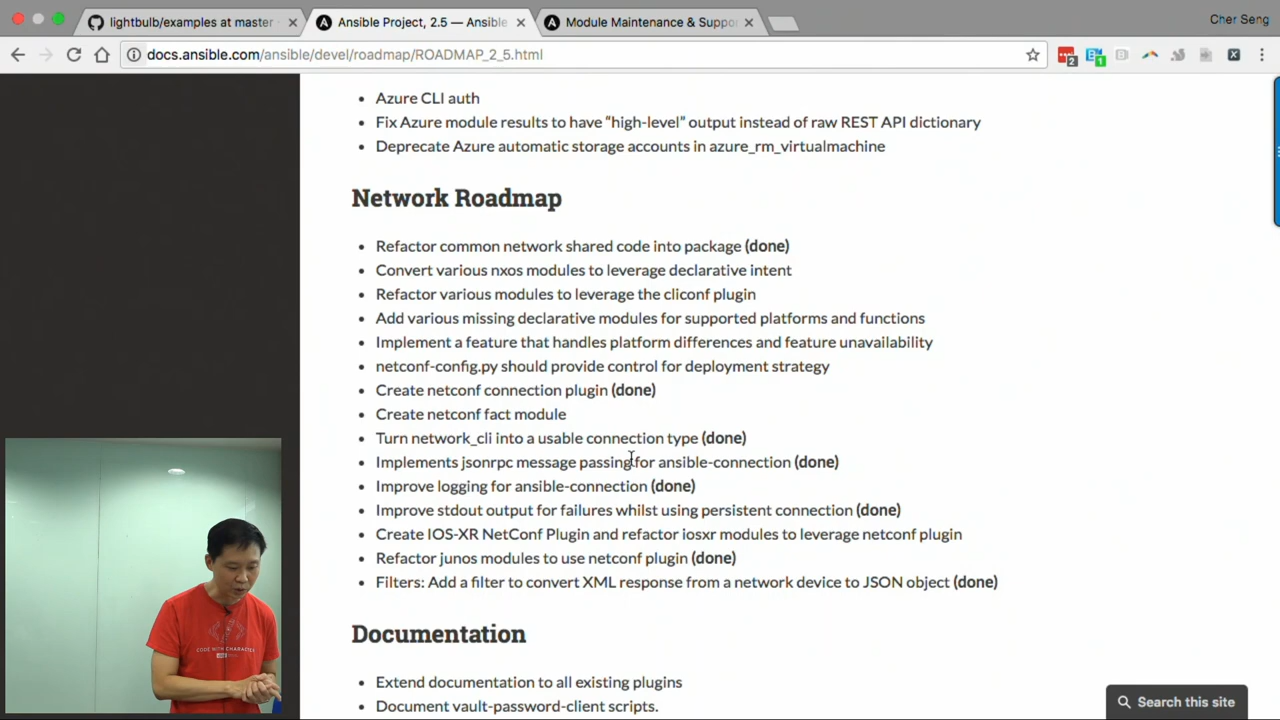 lightbulb/examples at master
Ansible Project, 2.5 — Ansible
Module Maintenance & Suppo
Cher Seng
docs.ansible.com/ansible/devel/roadmap/ROADMAP_2_5.html
2
1
Azure CLI auth
Fix Azure module results to have “high-level” output instead of raw REST API dictionary
Deprecate Azure automatic storage accounts in azure_rm_virtualmachine
Network Roadmap
Refactor common network shared code into package (done)
Convert various nxos modules to leverage declarative intent
Refactor various modules to leverage the cliconf plugin
Add various missing declarative modules for supported platforms and functions
Implement a feature that handles platform differences and feature unavailability
netconf-config.py should provide control for deployment strategy
Create netconf connection plugin (done)
Create netconf fact module
Turn network_cli into a usable connection type (done)
Implements jsonrpc message passing for ansible-connection (done)
Improve logging for ansible-connection (done)
Improve stdout output for failures whilst using persistent connection (done)
Create IOS-XR NetConf Plugin and refactor iosxr modules to leverage netconf plugin
Refactor junos modules to use netconf plugin (done)
Filters: Add a filter to convert XML response from a network device to JSON object (done)
CODE WITH CHARACTER
Documentation
Extend documentation to all existing plugins
Document vault-password-client scripts.
Search this site